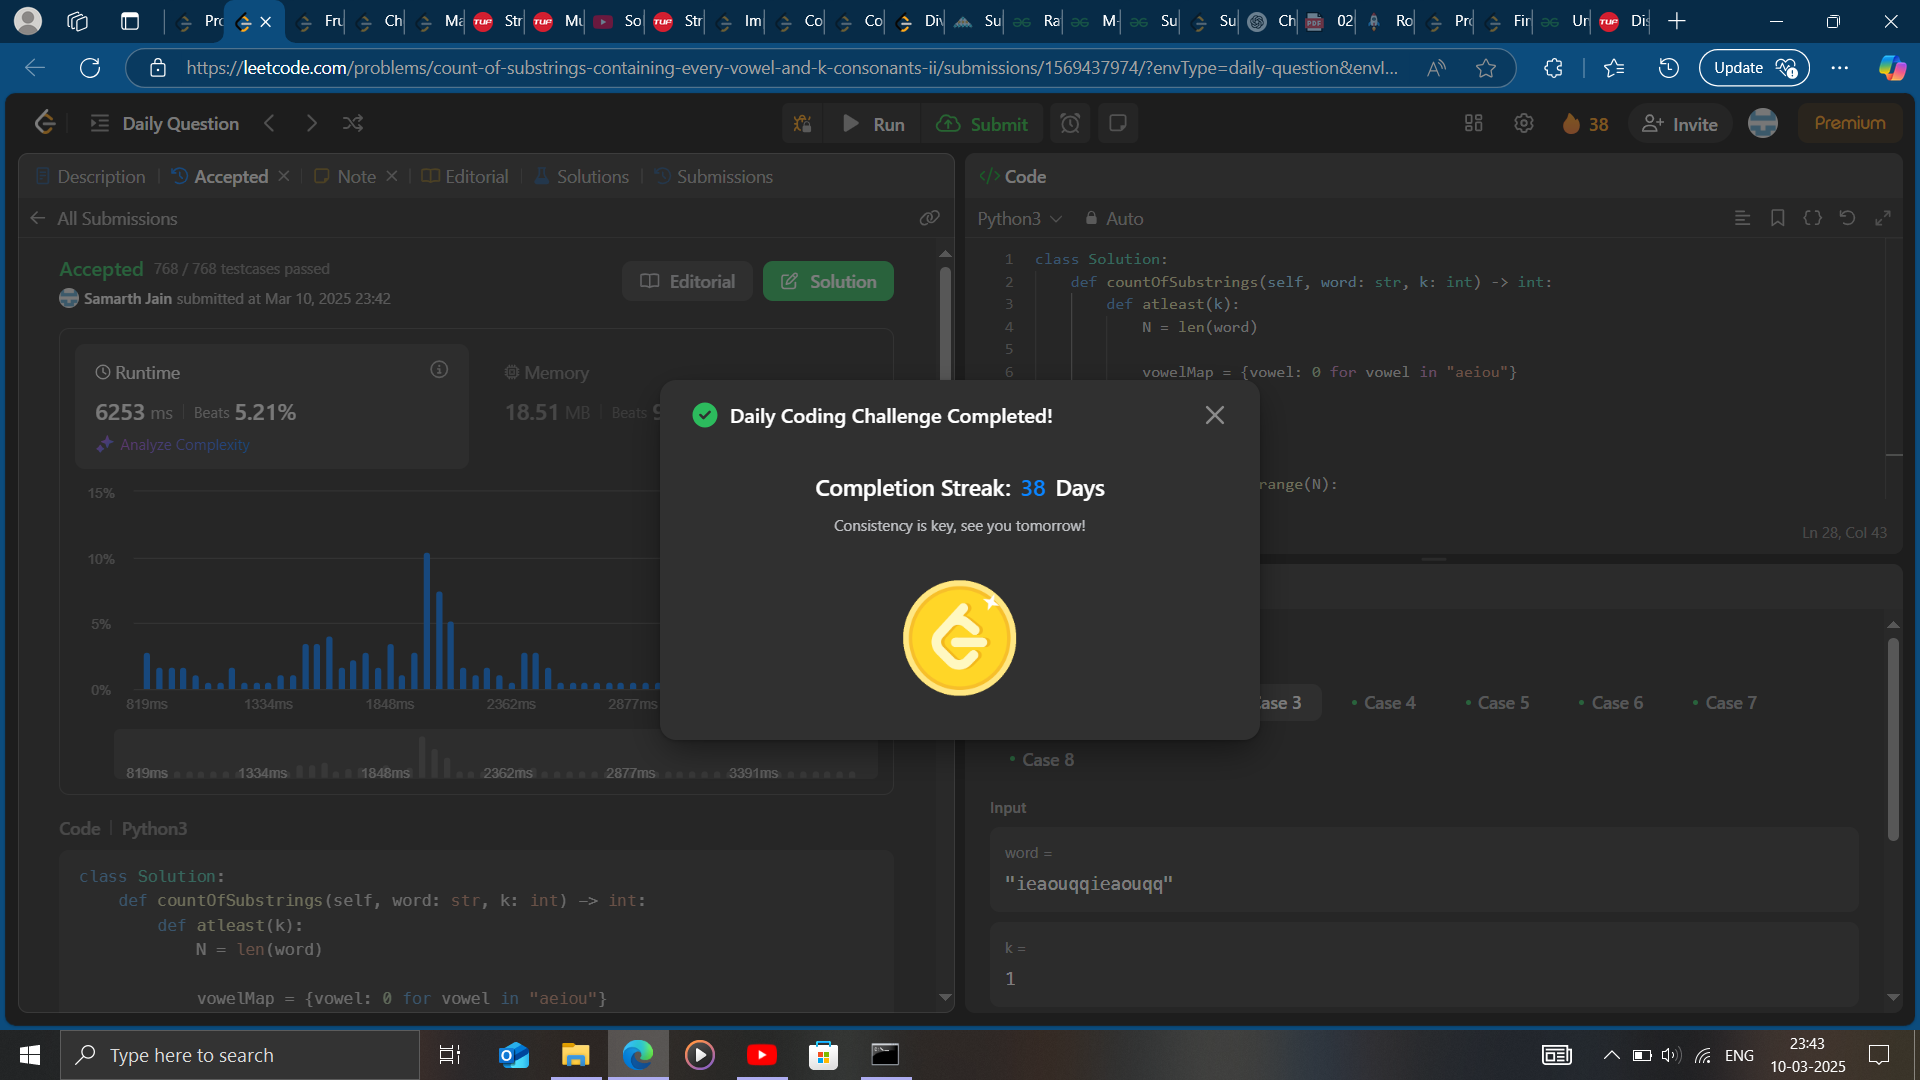 Pro
Fru
Ch
Ma
Str
Mu
So
Str
Im
Co
Co
Div
Su
Ra
M-
Su
Su
Ch
02
Ro
Pro
Fin
Un
Dis
https://leetcode.com/problems/count-of-substrings-containing-every-vowel-and-k-consonants-ii/submissions/1569437974/?envType=daily-question&envI...
Update
Daily Question
Run
Submit
38
Invite
Premium
Description
Accepted
Note
Editorial
Solutions
Submissions
All Submissions
Accepted 768 / 768 testcases passed
Samarth Jain submitted at Mar 10, 2025 23:42
Editorial
Solution
Runtime
6253 ms | Beats 5.21%
Analyze Complexity
Memory
18.51 MB | Beats 9
15%
10%
5%
0%
819ms 1334ms 1848ms 2362ms 2877ms
819ms 1334ms 1848ms 2362ms 2877ms 3391ms
Code | Python3
class Solution:
def countOfSubstrings(self, word: str, k: int) -> int:
def atleast(k):
N = len(word)
vowelMap = {vowel: 0 for vowel in "aeiou"}
Daily Coding Challenge Completed!
Completion Streak: 38 Days
Consistency is key, see you tomorrow!
</> Code
Python3
Auto
1 class Solution:
2 def countOfSubstrings(self, word: str, k: int) -> int:
3 def atleast(k):
4 N = len(word)
5
6 vowelMap = {vowel: 0 for vowel in "aeiou"}
range(N):
Ln 28, Col 43
ase 3
Case 4
Case 5
Case 6
Case 7
Case 8
Input
word =
"ieaouqqieaouqq"
k =
1
Type here to search
ENG
23:43
10-03-2025